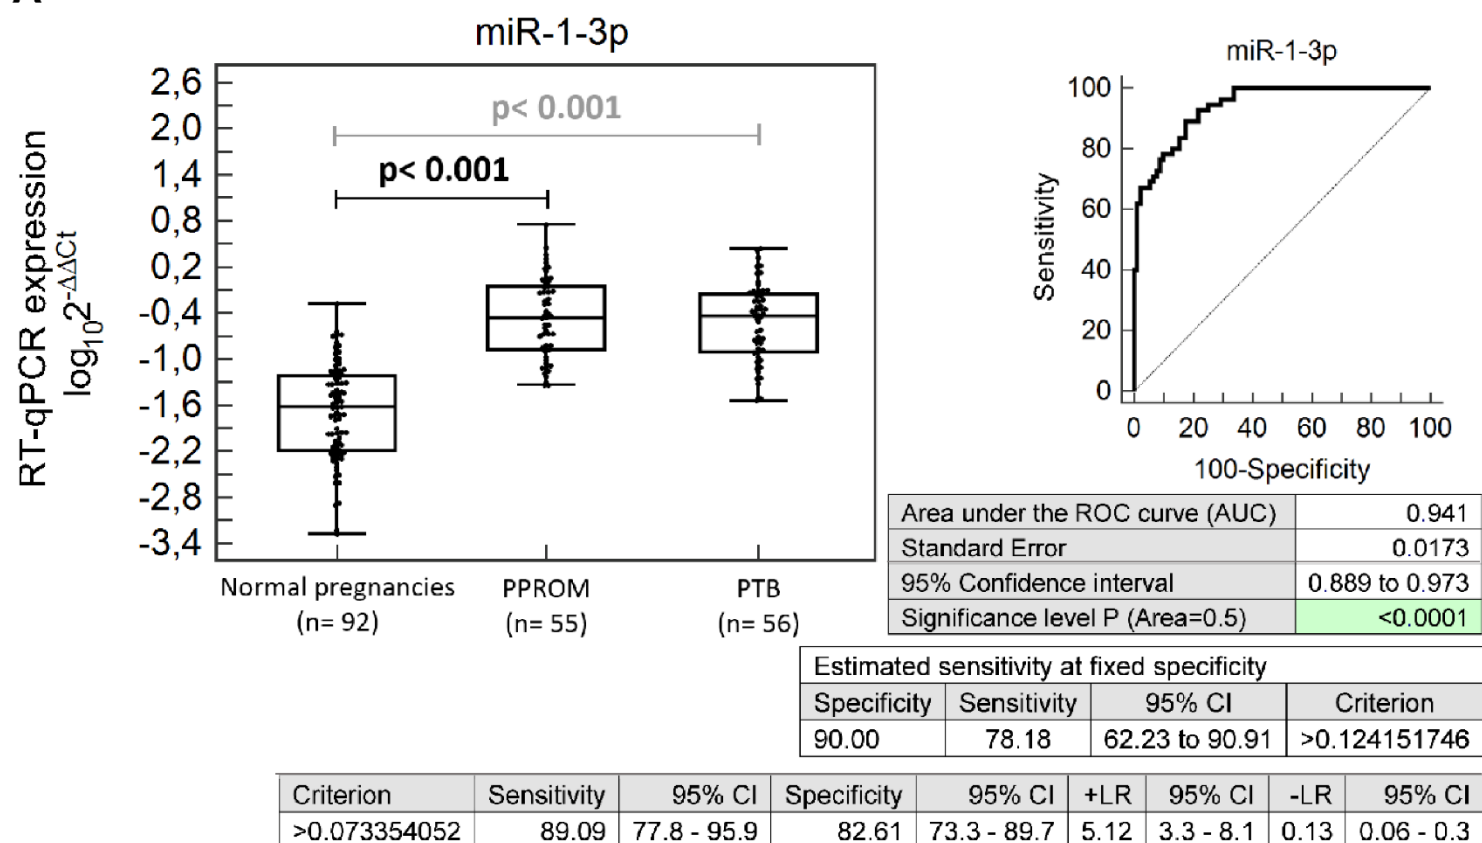 miR-1-3p
2,6
2,0
1,4
0,8
0,2
-0,4
-1,0
-1,6
-2,2
-2,8
-3,4
RT-qPCR expression
log₁₀2^-ΔΔCt
p< 0.001
p< 0.001
Normal pregnancies
(n= 92)
PPROM
(n= 55)
PTB
(n= 56)
miR-1-3p
100
80
60
40
20
0
Sensitivity
0 20 40 60 80 100
100-Specificity
Area under the ROC curve (AUC) 0.941
Standard Error 0.0173
95% Confidence interval 0.889 to 0.973
Significance level P (Area=0.5) <0.0001
Estimated sensitivity at fixed specificity
Specificity Sensitivity 95% CI Criterion
90.00 78.18 62.23 to 90.91 >0.124151746
Criterion Sensitivity 95% CI Specificity 95% CI +LR 95% CI -LR 95% CI
>0.073354052 89.09 77.8 - 95.9 82.61 73.3 - 89.7 5.12 3.3 - 8.1 0.13 0.06 - 0.3